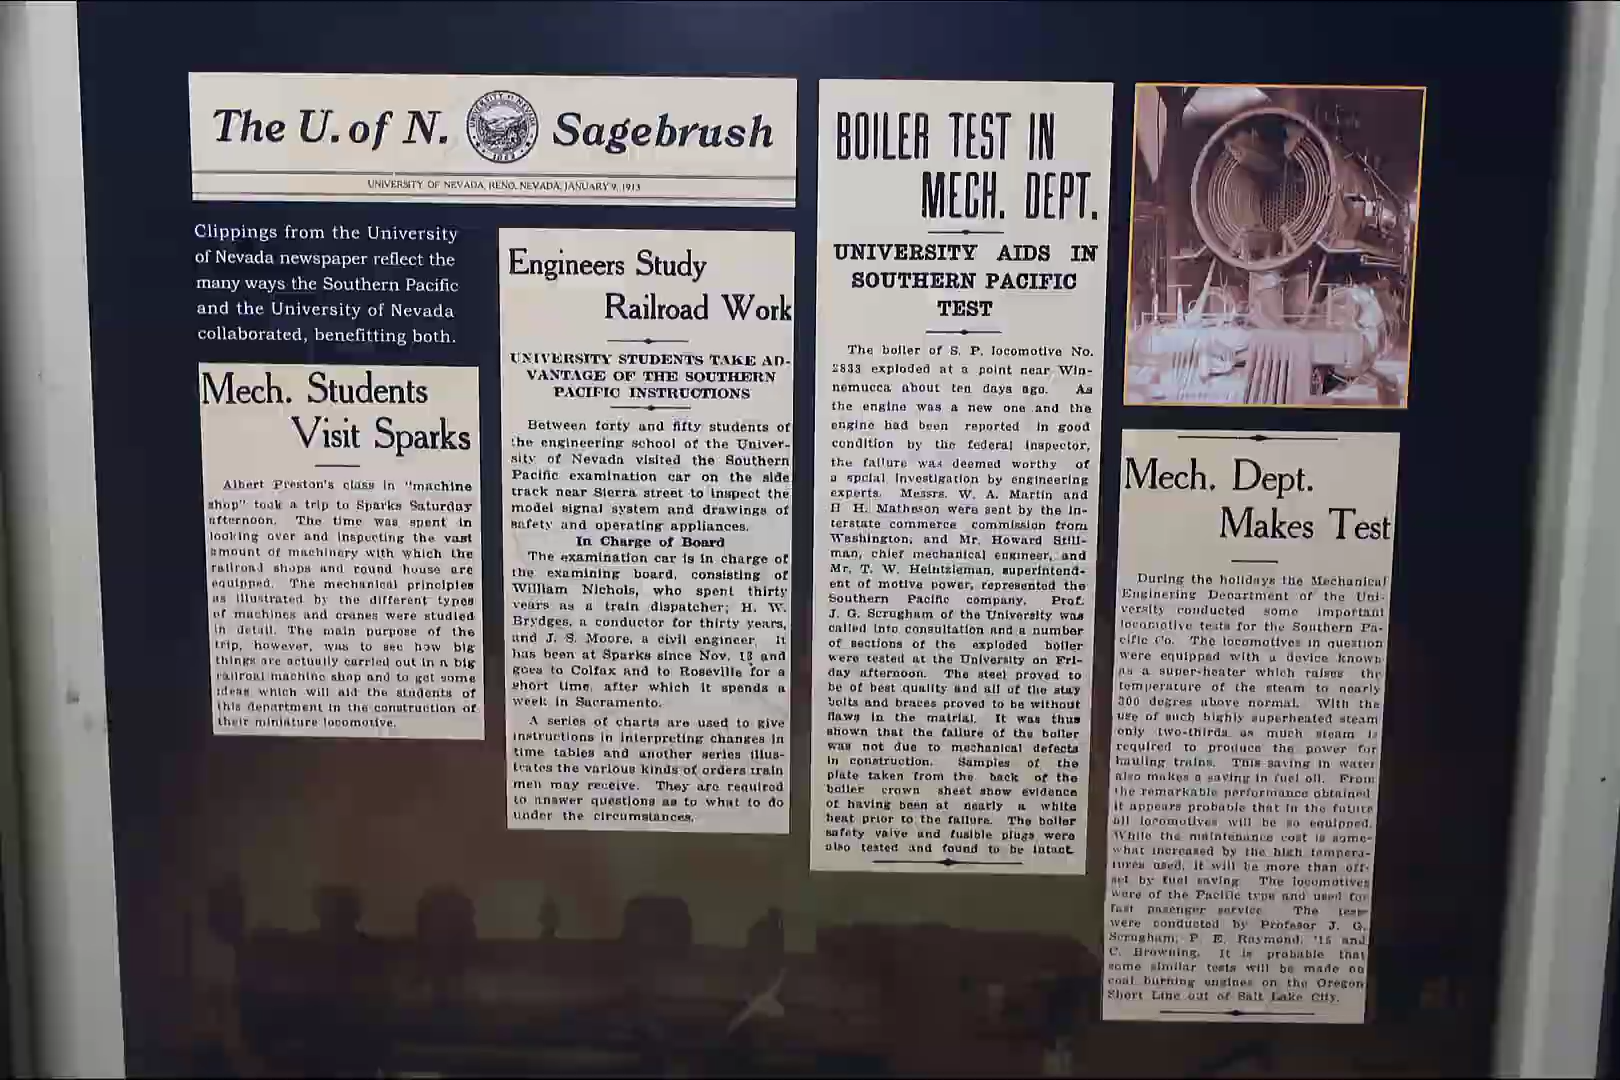 The U. of N. Sagebrush
UNIVERSITY OF NEVADA, RENO, NEVADA, JANUARY 9, 1913
Clippings from the University
of Nevada newspaper reflect the
many ways the Southern Pacific
and the University of Nevada
collaborated, benefitting both.
Mech. Students
Visit Sparks
Albert Preston's class in "machine
shop" took a trip to Sparks Saturday
afternoon. The time was spent in
looking over and inspecting the vast
amount of machinery with which the
railroad shops and round house are
equipped. The mechanical principles
as illustrated by the different types
of machines and cranes were studied
in detail. The main purpose of the
trip, however, was to see how big
things are actually carried out in a big
railroal machine shop and to get some
ideas which will aid the students of
this department in the construction of
their miniature locomotive.
Engineers Study
Railroad Work
UNIVERSITY STUDENTS TAKE AD-
VANTAGE OF THE SOUTHERN
PACIFIC INSTRUCTIONS
Between forty and fifty students of
the engineering school of the Univer-
sity of Nevada visited the Southern
Pacific examination car on the side
track near Sierra street to inspect the
model signal system and drawings of
safety and operating appliances.
In Charge of Board
The examination car is in charge of
the examining board, consisting of
William Nichols, who spent thirty
years as a train dispatcher; H. W.
Brydges, a conductor for thirty years,
and J. S. Moore, a civil engineer. It
has been at Sparks since Nov. 13 and
goes to Colfax and to Roseville for a
short time, after which it spends a
week in Sacramento.
A series of charts are used to give
instructions in interpreting changes in
time tables and another series illus-
trates the various kinds of orders train
men may receive. They are required
to answer questions as to what to do
under the circumstances.
BOILER TEST IN
MECH. DEPT.
UNIVERSITY AIDS IN
SOUTHERN PACIFIC
TEST
The boiler of S. P. locomotive No.
2833 exploded at a point near Win-
nemucca about ten days ago. As
the engine was a new one and the
engine had been reported in good
condition by the federal inspector,
the failure was deemed worthy of
a spcial investigation by engineering
experts. Messrs. W. A. Martin and
H H. Matheson were sent by the in-
terstate commerce commission from
Washington, and Mr. Howard Still-
man, chief mechanical engineer, and
Mr. T. W. Heintzleman, superintend-
ent of motive power, represented the
Southern Pacific company. Prof.
J. G. Scrugham of the University was
called into consultation and a number
of sections of the exploded boiler
were tested at the University on Fri-
day afternoon. The steel proved to
be of best quality and all of the stay
bolts and braces proved to be without
flaws in the matrial. It was thus
shown that the failure of the boiler
was not due to mechanical defects
in construction. Samples of the
plate taken from the back of the
boiler crown sheet show evidence
of having been at nearly a white
heat prior to the failure. The boiler
safety valve and fusible plugs were
also tested and found to be intact.
Mech. Dept.
Makes Test
During the holidays the Mechanical
Enginering Department of the Uni-
versity conducted some important
locomotive tests for the Southern Pa-
cific Co. The locomotives in question
were equipped with a device known
as a super-heater which raises the
temperature of the steam to nearly
300 degres above normal. With the
use of such highly superheated steam
only two-thirds as much steam is
required to produce the power for
hauling trains. This saving in water
also makes a saving in fuel oil. From
the remarkable performance obtained
it appears probable that in the future
all locomotives will be so equipped.
While the maintenance cost is some-
what increased by the high tempera-
tures used, it will be more than off-
set by fuel saving The locomotives
were of the Pacific type and used for
fast pasenger service The tests
were conducted by Profesor J. G.
Scrugham, P. E. Raymond, '15 and
C. Browning. It is probable that
some similar tests will be made on
coal burning engines on the Oregon
Short Line out of Salt Lake City.